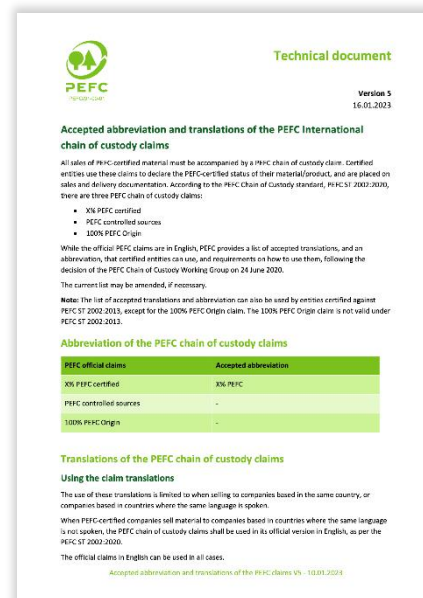 Technical document
PEFC
Version 5
16.01.2023
Accepted abbreviation and translations of the PEFC International
chain of custody claims
All sales of PEFC-certified material must be accompanied by a PEFC chain of custody claim. Certified
entities use these claims to declare the PEFC-certified status of their material/product, and are placed on
sales and delivery documentation. According to the PEFC Chain of Custody standard, PEFC ST 2002:2020,
there are three PEFC chain of custody claims:
• X% PEFC certified
• PEFC controlled sources
• 100% PEFC Origin
While the official PEFC claims are in English, PEFC provides a list of accepted translations, and an
abbreviation, that certified entities can use, and requirements on how to use them, following the
decision of the PEFC Chain of Custody Working Group on 24 June 2020.
The current list may be amended, if necessary.
Note: The list of accepted translations and abbreviation can also be used by entities certified against
PEFC ST 2002:2013, except for the 100% PEFC Origin claim. The 100% PEFC Origin claim is not valid under
PEFC ST 2002:2013.
Abbreviation of the PEFC chain of custody claims
PEFC official claims Accepted abbreviation
X% PEFC certified X% PEFC
PEFC controlled sources -
100% PEFC Origin -
Translations of the PEFC chain of custody claims
Using the claim translations
The use of these translations is limited to when selling to companies based in the same country, or
companies based in countries where the same language is spoken.
When PEFC-certified companies sell material to companies based in countries where the same language
is not spoken, the PEFC chain of custody claims shall be used in its official version in English, as per the
PEFC ST 2002:2020.
The official claims in English can be used in all cases.
Accepted abbreviation and translations of the PEFC claims V5 - 10.01.2023